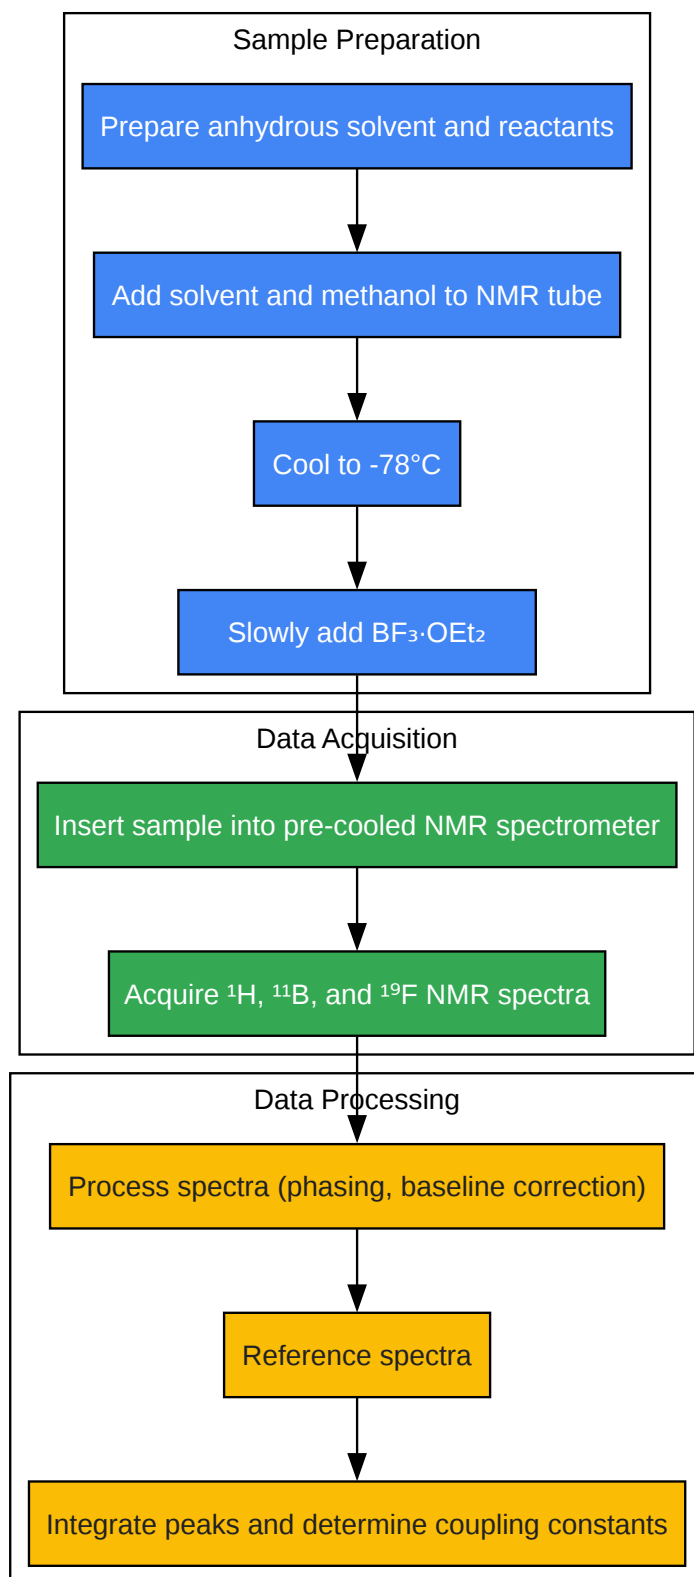 Sample Preparation
Prepare anhydrous solvent and reactants
Add solvent and methanol to NMR tube
Cool to -78°C
Slowly add BF₃·OEt₂
Data Acquisition
Insert sample into pre-cooled NMR spectrometer
Acquire ¹H, ¹¹B, and ¹⁹F NMR spectra
Data Processing
Process spectra (phasing, baseline correction)
Reference spectra
Integrate peaks and determine coupling constants